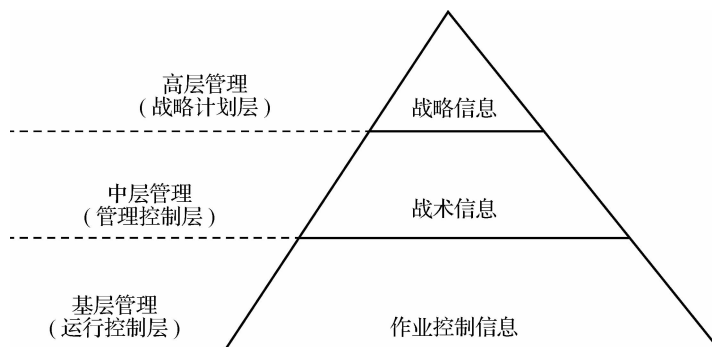 高层管理
(战略计划层)
战略信息
中层管理
(管理控制层)
战术信息
基层管理
(运行控制层)
作业控制信息